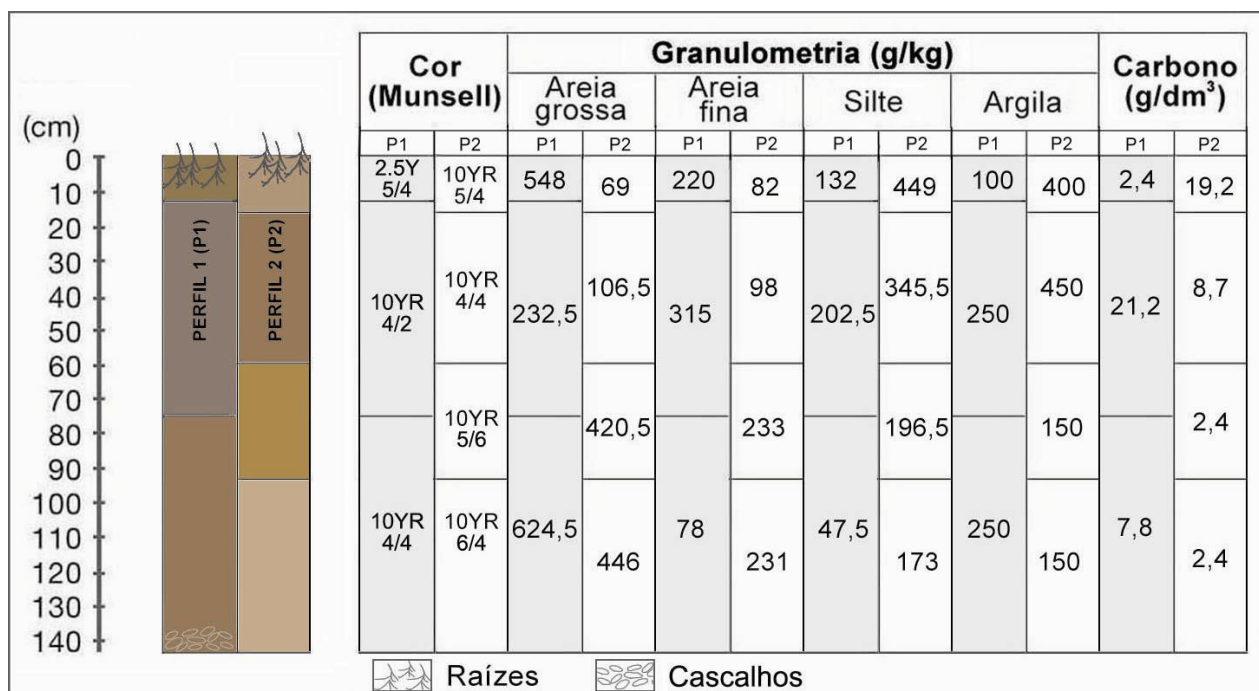 Cor (Munsell)
Granulometria (g/kg)
Carbono (g/dm³)
Areia grossa
Areia fina
Silte
Argila
(cm)
P1 P2 P1 P2 P1 P2 P1 P2 P1 P2 P1 P2
0
10
20
30
40
50
60
70
80
90
100
110
120
130
140
PERFIL 1 (P1)
PERFIL 2 (P2)
2.5Y 5/4
10YR 5/4
548
69
220
82
132
449
100
400
2,4
19,2
10YR 4/2
10YR 4/4
232,5
106,5
315
98
202,5
345,5
250
450
21,2
8,7
10YR 5/6
420,5
233
196,5
150
2,4
10YR 4/4
10YR 6/4
624,5
446
78
231
47,5
173
250
150
7,8
2,4
Raízes
Cascalhos